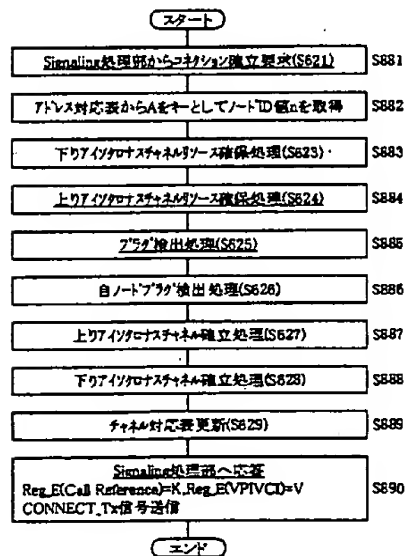 スタート
Signaling処理部からコネクション確立要求(S621) S881
アドレス対応表からAをキーとしてノードID値nを取得 S882
下りアイソクロナスチャネルリソース確保処理(S623) S883
上りアイソクロナスチャネルリソース確保処理(S624) S884
プラグ検出処理(S625) S885
自ノードプラグ検出処理(S626) S886
上りアイソクロナスチャネル確立処理(S627) S887
下りアイソクロナスチャネル確立処理(S628) S888
チャネル対応表更新(S629) S889
Signaling処理部へ応答
Reg_E(Call Reference)=K,Reg_E(VPIVCI)=V S890
CONNECT_Tx信号送信
エンド